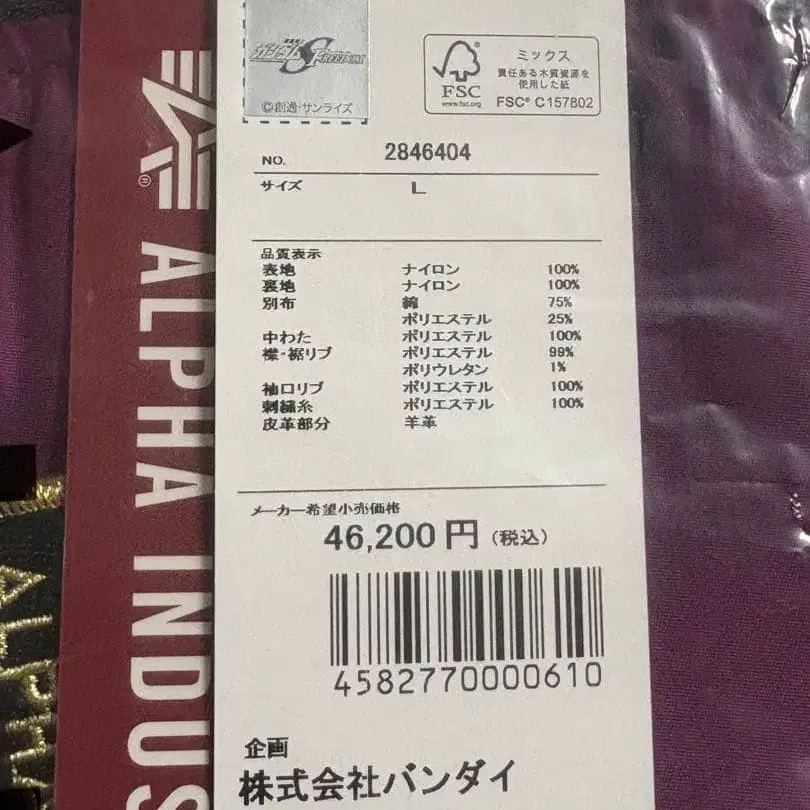 FREEDOM
©創通・サンライズ
FSC
www.fsc.org
ミックス
責任ある木質資源を
使用した紙
FSC® C157802
NO. 2846404
サイズ L
品質表示
表地 ナイロン 100%
裏地 ナイロン 100%
別布 綿 75%
ポリエステル 25%
中わた ポリエステル 100%
襟・裾リブ ポリエステル 99%
ポリウレタン 1%
袖口リブ ポリエステル 100%
刺繍糸 ポリエステル 100%
皮革部分 羊革
メーカー希望小売価格
46,200円(税込)
4582770000610
企画
株式会社バンダイ
® ALPHA INDUS